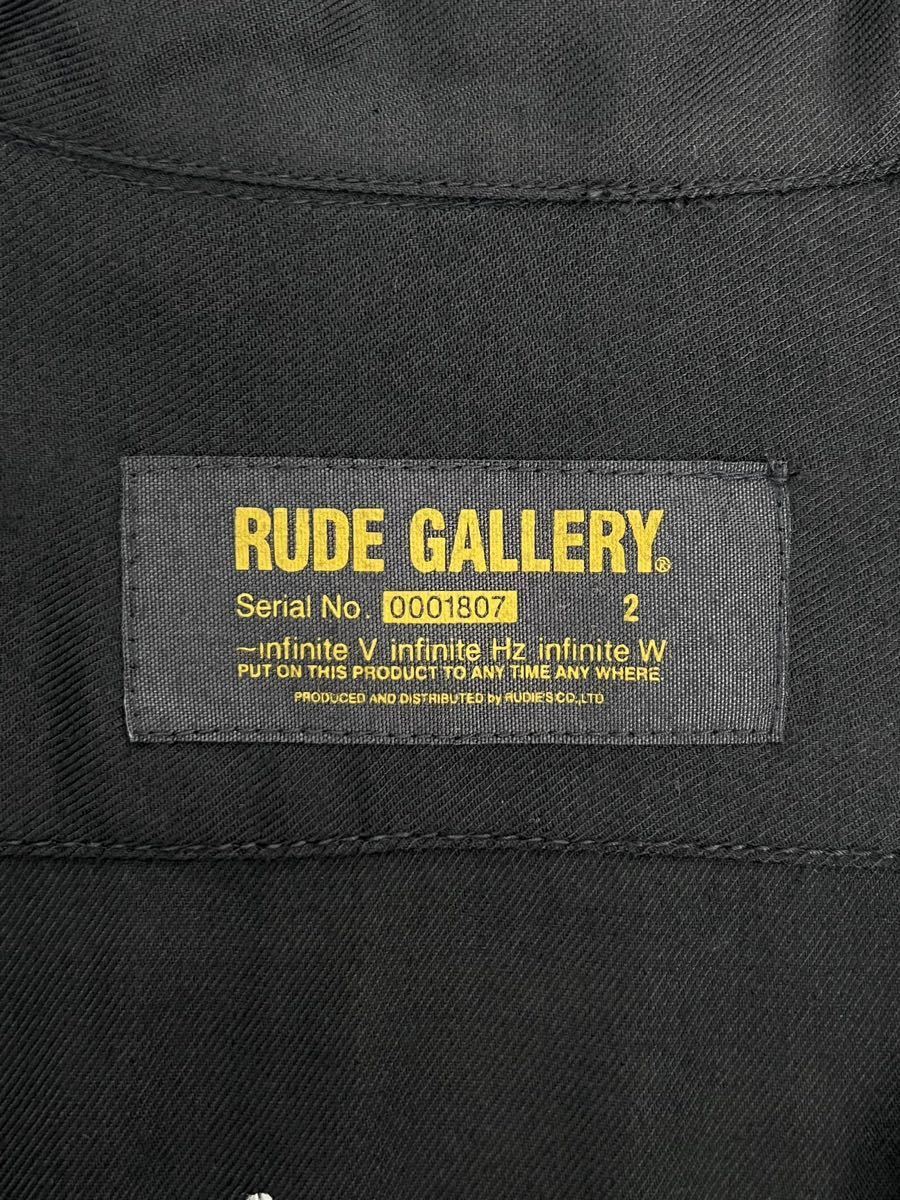 RUDE GALLERY®
Serial No. 0001807 2
~infinite V infinite Hz infinite W
PUT ON THIS PRODUCT TO ANY TIME ANY WHERE
PRODUCED AND DISTRIBUTED by RUDIE'S CO.,LTD